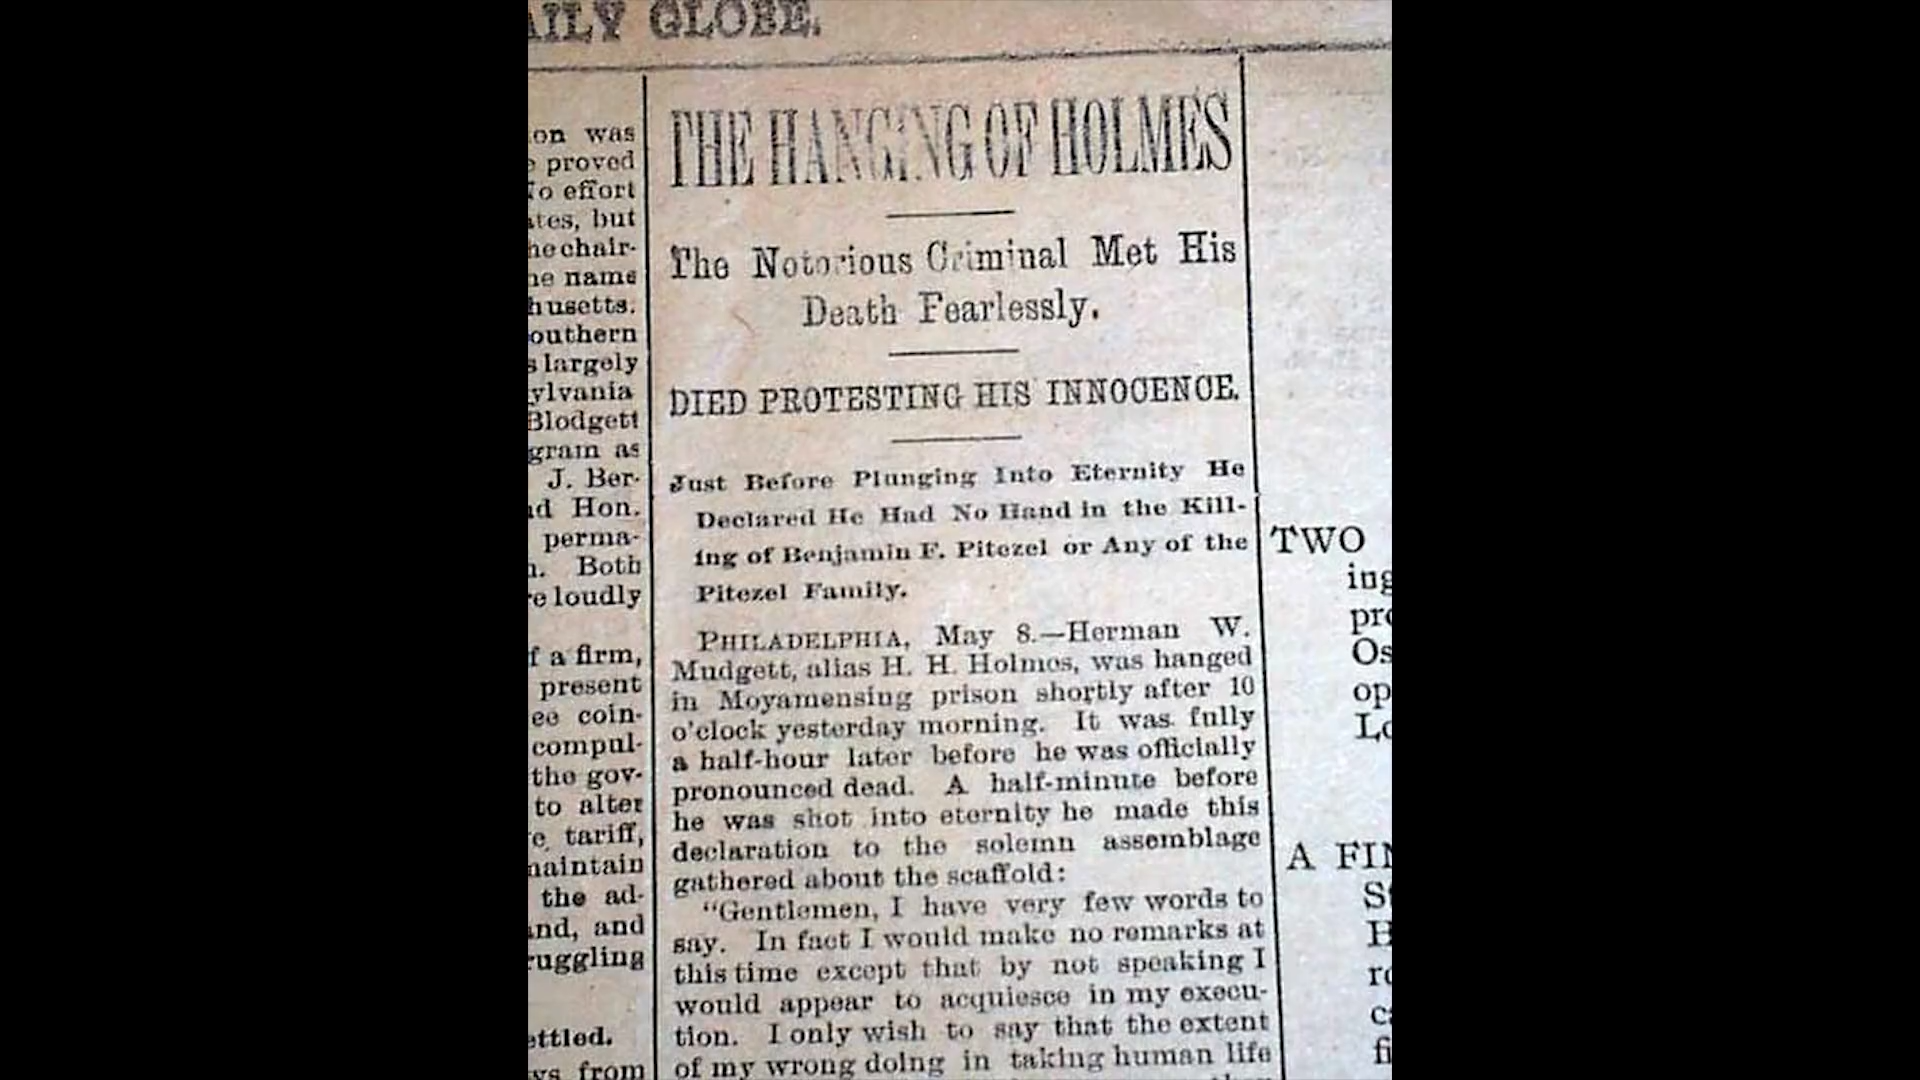 AILY GLOBE.
on was
proved
o effort
tes, but
he chair-
he name
husetts.
outhern
s largely
ylvania
Blodgett
gram as
J. Ber-
d Hon.
perma-
n. Both
e loudly
f a firm,
present
ee coin-
compul-
the gov-
to alter
e tariff,
maintain
the ad-
and, and
ruggling
ettled.
ys from
THE HANGING OF HOLMES
The Notorious Criminal Met His
Death Fearlessly.
DIED PROTESTING HIS INNOCENCE.
Just Before Plunging Into Eternity He
Declared He Had No Hand in the Kill-
ing of Benjamin F. Pitezel or Any of the
Pitezel Family.
PHILADELPHIA, May 8.—Herman W.
Mudgett, alias H. H. Holmes, was hanged
in Moyamensing prison shortly after 10
o'clock yesterday morning. It was fully
a half-hour later before he was officially
pronounced dead. A half-minute before
he was shot into eternity he made this
declaration to the solemn assemblage
gathered about the scaffold:
"Gentlemen, I have very few words to
say. In fact I would make no remarks at
this time except that by not speaking I
would appear to acquiesce in my execu-
tion. I only wish to say that the extent
of my wrong doing in taking human life
TWO
ing
pro
Os
op
Lo
A FIN
St
H
ro
ca
fi